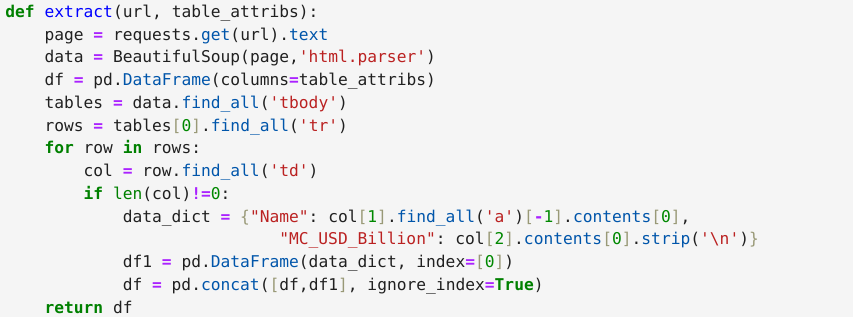 def extract(url, table_attribs):
    page = requests.get(url).text
    data = BeautifulSoup(page,'html.parser')
    df = pd.DataFrame(columns=table_attribs)
    tables = data.find_all('tbody')
    rows = tables[0].find_all('tr')
    for row in rows:
        col = row.find_all('td')
        if len(col)!=0:
            data_dict = {"Name": col[1].find_all('a')[-1].contents[0],
                            "MC_USD_Billion": col[2].contents[0].strip('\n')}
            df1 = pd.DataFrame(data_dict, index=[0])
            df = pd.concat([df,df1], ignore_index=True)
    return df